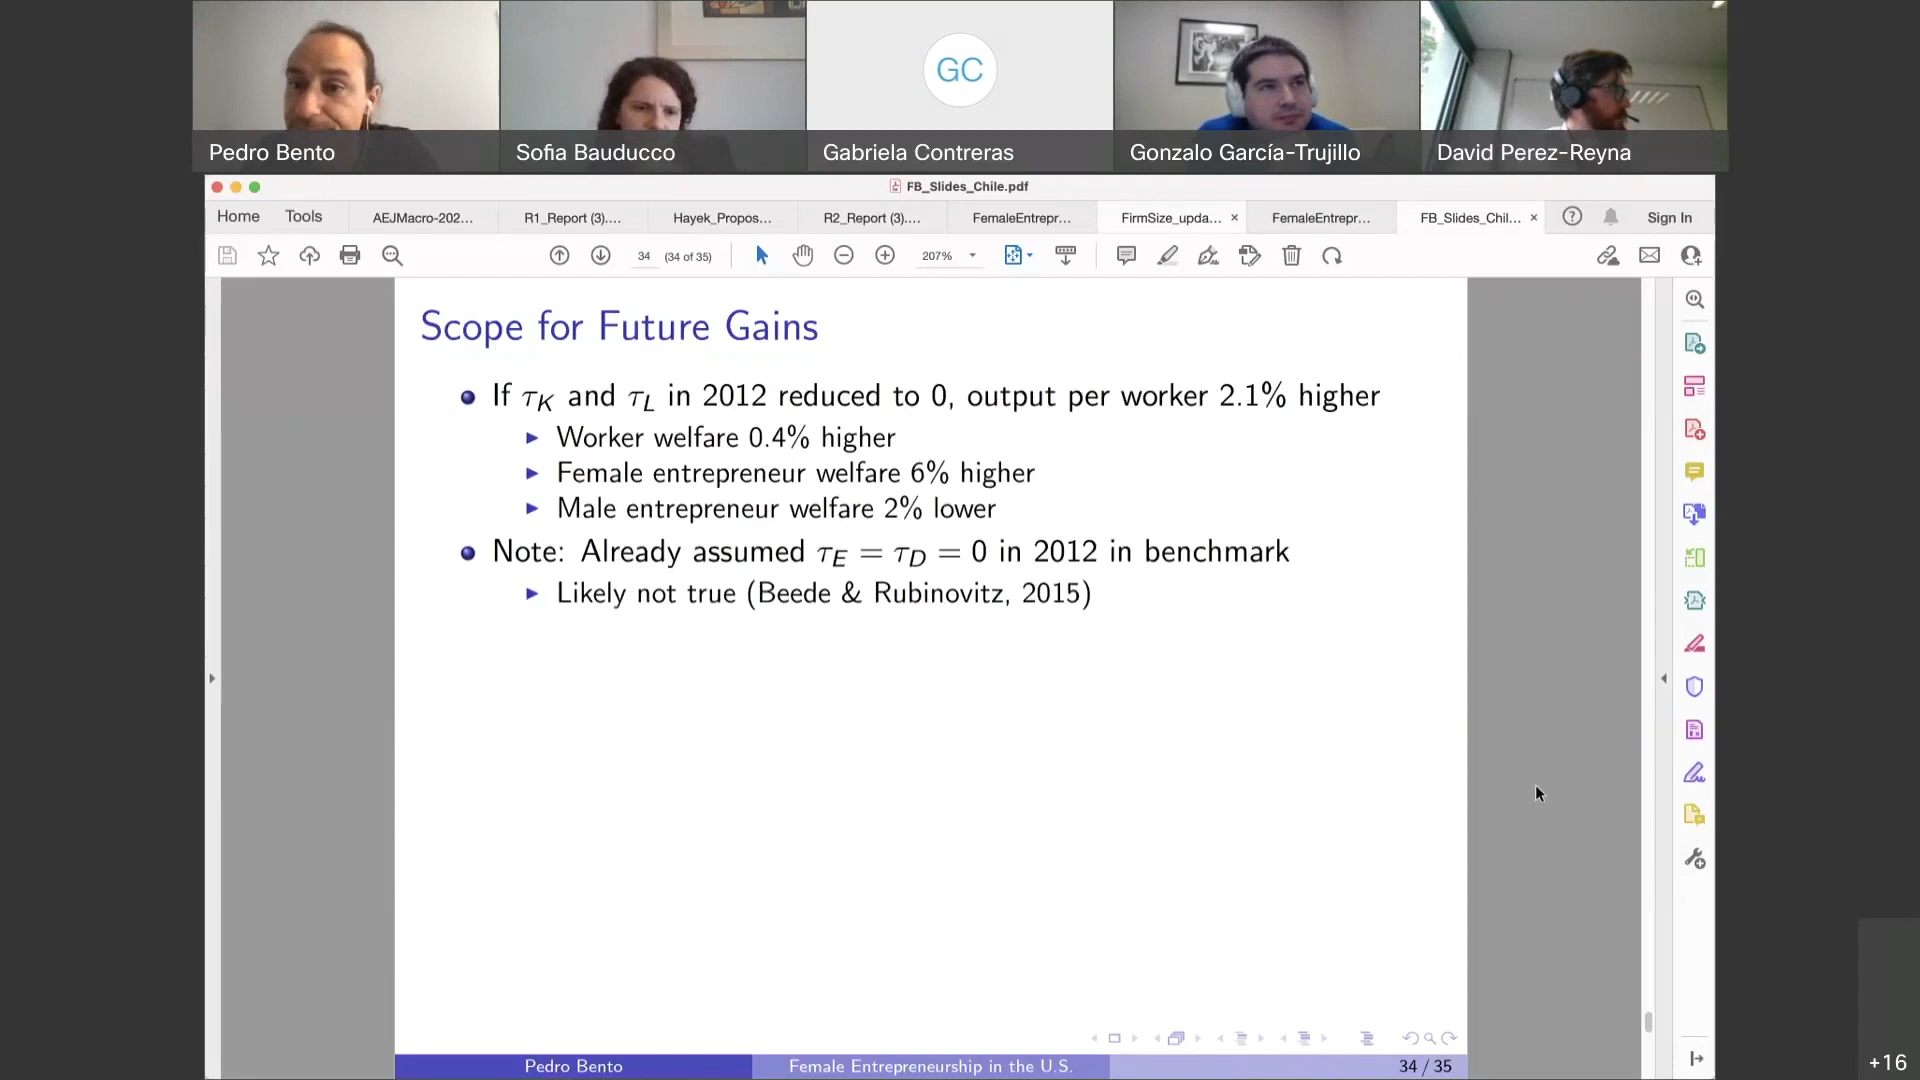 GC
Pedro Bento
Sofia Bauducco
Gabriela Contreras
Gonzalo García-Trujillo
David Perez-Reyna
FB_Slides_Chile.pdf
Home
Tools
AEJMacro-202...
R1_Report (3)....
Hayek_Propos...
R2_Report (3)....
FemaleEntrepr...
FirmSize_upda...
FemaleEntrepr...
FB_Slides_Chil...
Sign In
34
(34 of 35)
207%
Scope for Future Gains
If τK and τL in 2012 reduced to 0, output per worker 2.1% higher
Worker welfare 0.4% higher
Female entrepreneur welfare 6% higher
Male entrepreneur welfare 2% lower
Note: Already assumed τE = τD = 0 in 2012 in benchmark
Likely not true (Beede & Rubinovitz, 2015)
Pedro Bento
Female Entrepreneurship in the U.S.
34 / 35
+16